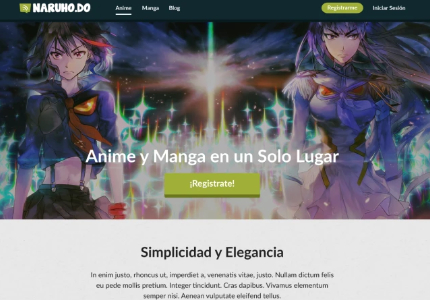 NARUHO.DO
Anime
Manga
Blog
Registrarme
Iniciar Sesión
Anime y Manga en un Solo Lugar
¡Registrate!
Simplicidad y Elegancia
In enim justo, rhoncus ut, imperdiet a, venenatis vitae, justo. Nullam dictum felis
eu pede mollis pretium. Integer tincidunt. Cras dapibus. Vivamus elementum
semper nisi. Aenean vulputate eleifend tellus.